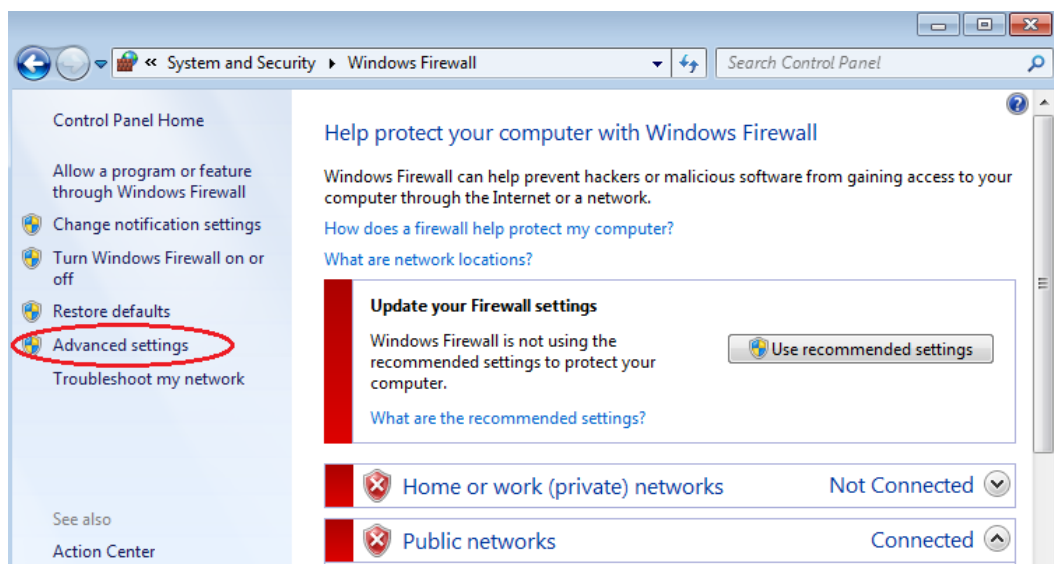 « System and Security ▸ Windows Firewall
Search Control Panel
Control Panel Home
Allow a program or feature
through Windows Firewall
Change notification settings
Turn Windows Firewall on or
off
Restore defaults
Advanced settings
Troubleshoot my network
See also
Action Center
Help protect your computer with Windows Firewall
Windows Firewall can help prevent hackers or malicious software from gaining access to your
computer through the Internet or a network.
How does a firewall help protect my computer?
What are network locations?
Update your Firewall settings
Windows Firewall is not using the
recommended settings to protect your
computer.
Use recommended settings
What are the recommended settings?
Home or work (private) networks Not Connected
Public networks Connected